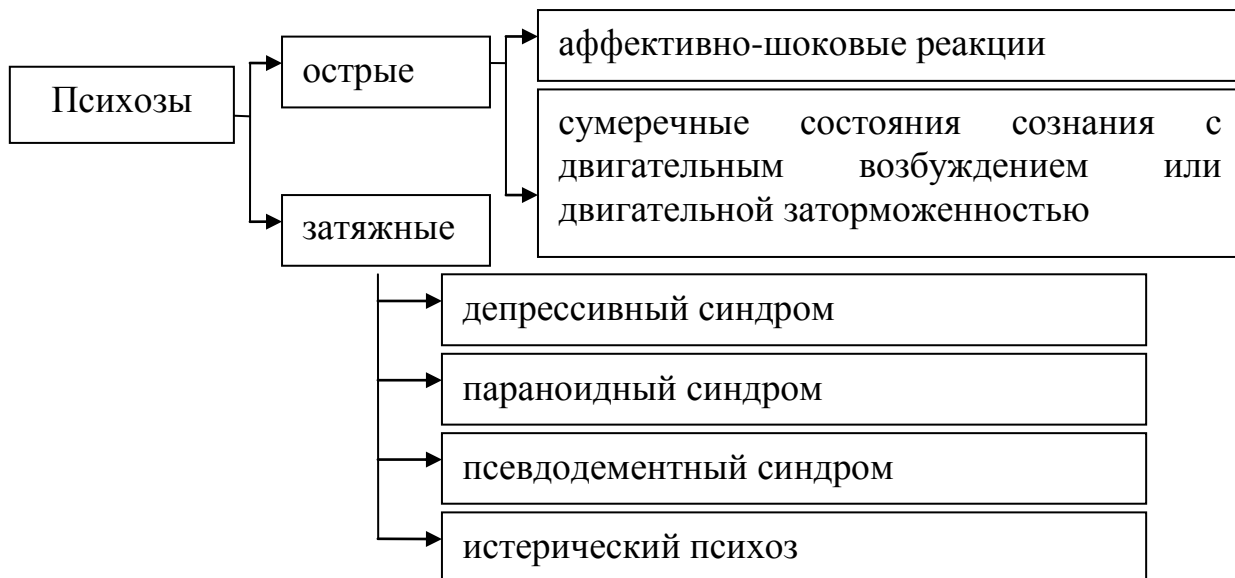 Психозы
острые
аффективно-шоковые реакции
сумеречные состояния сознания с
двигательным возбуждением или
двигательной заторможенностью
затяжные
депрессивный синдром
параноидный синдром
псевдодементный синдром
истерический психоз